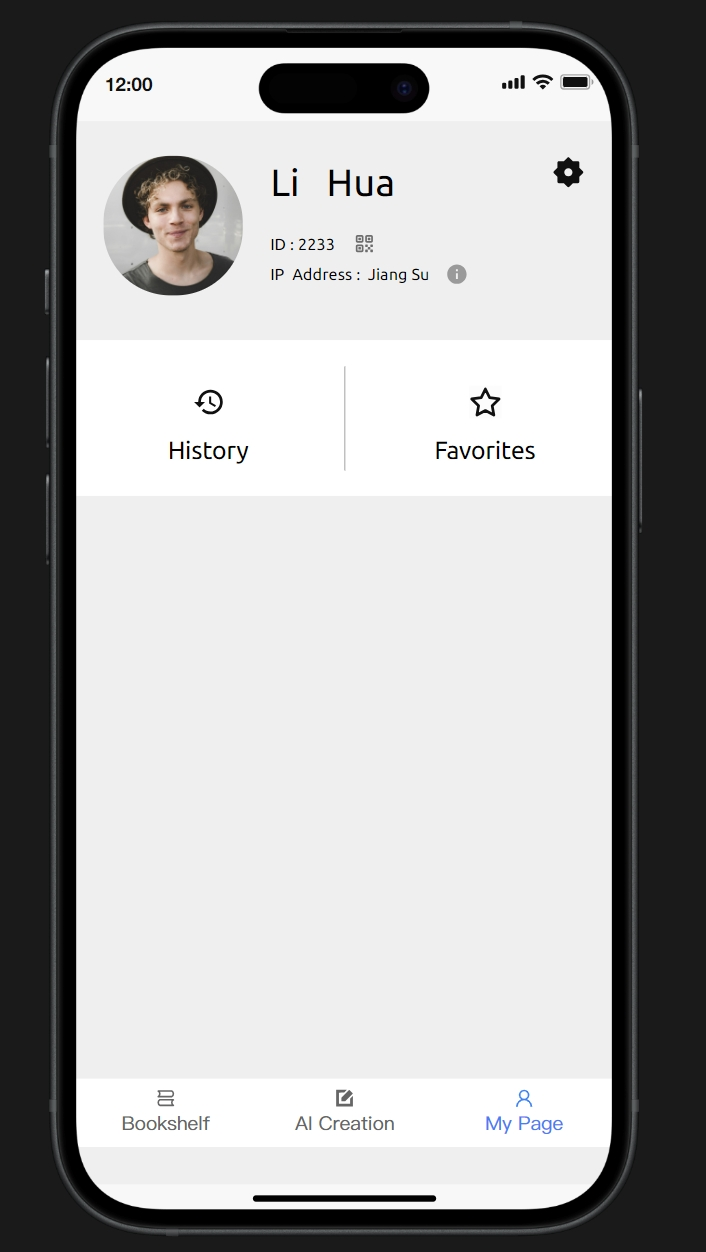 12:00
Li Hua
ID : 2233
IP Address : Jiang Su
History
Favorites
Bookshelf
AI Creation
My Page